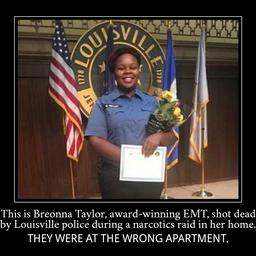 LOUISVILLE
1778
This is Breonna Taylor, award-winning EMT, shot dead
by Louisville police during a narcotics raid in her home.
THEY WERE AT THE WRONG APARTMENT.